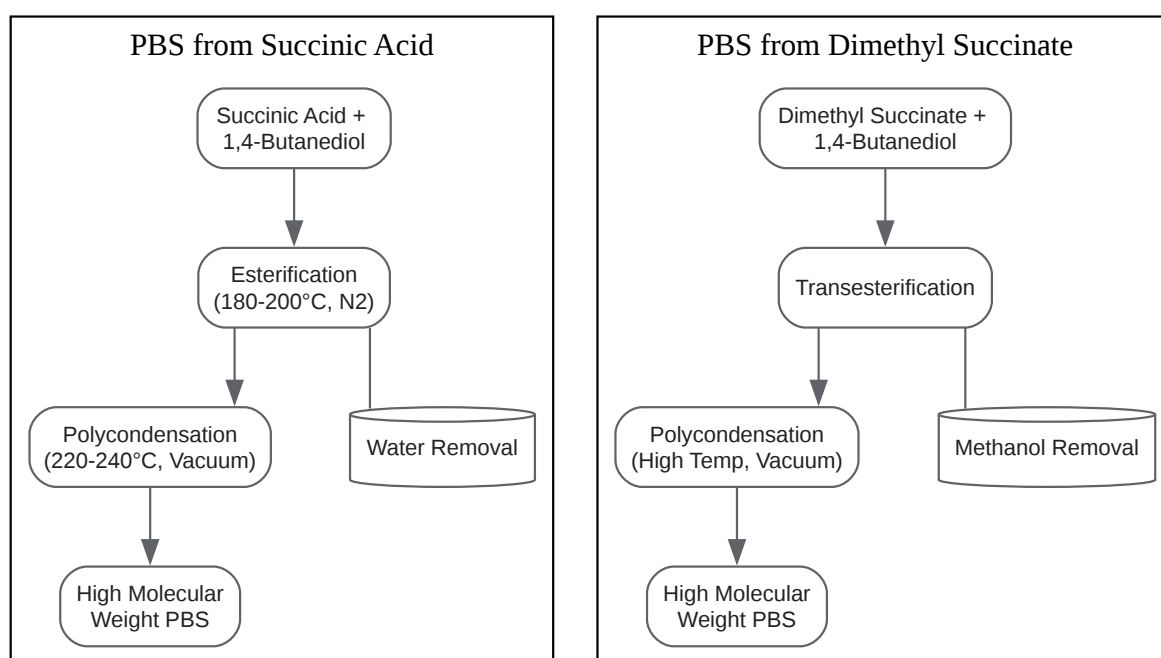 PBS from Succinic Acid
Succinic Acid +
1,4-Butanediol
Esterification
(180-200°C, N2)
Polycondensation
(220-240°C, Vacuum)
Water Removal
High Molecular
Weight PBS
PBS from Dimethyl Succinate
Dimethyl Succinate +
1,4-Butanediol
Transesterification
Polycondensation
(High Temp, Vacuum)
Methanol Removal
High Molecular
Weight PBS